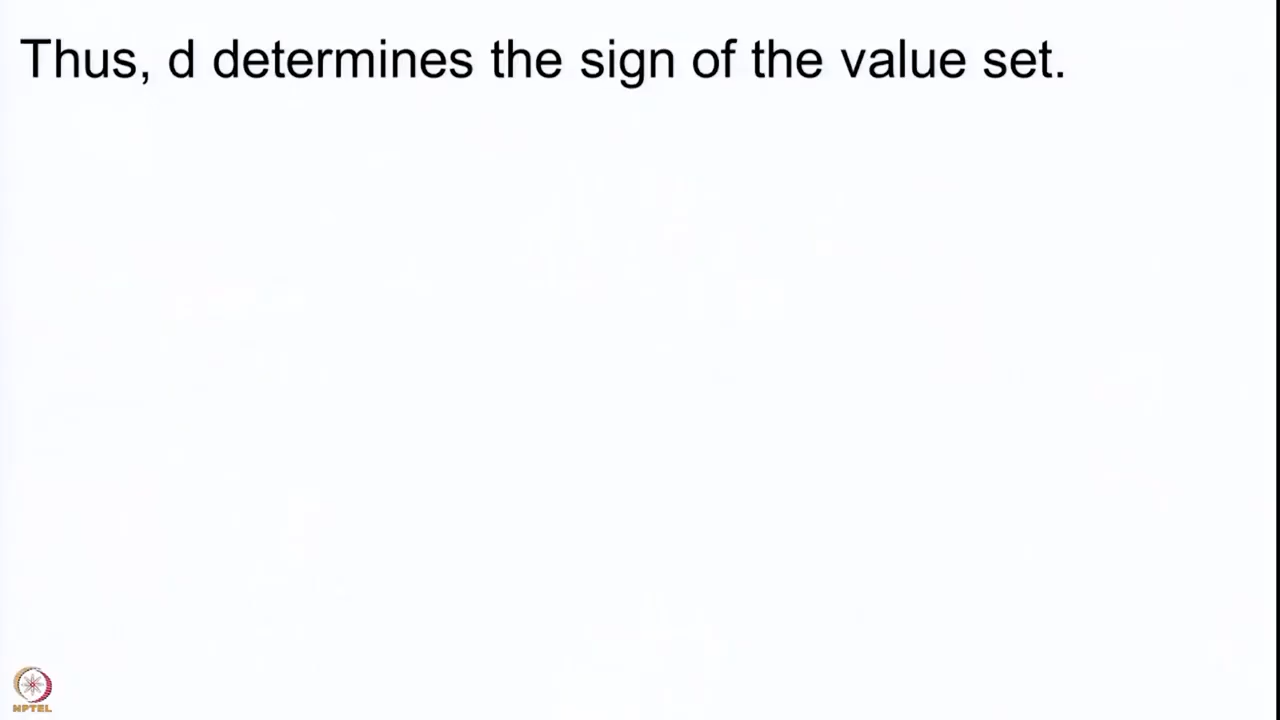 Thus, d determines the sign of the value set.
NPTEL